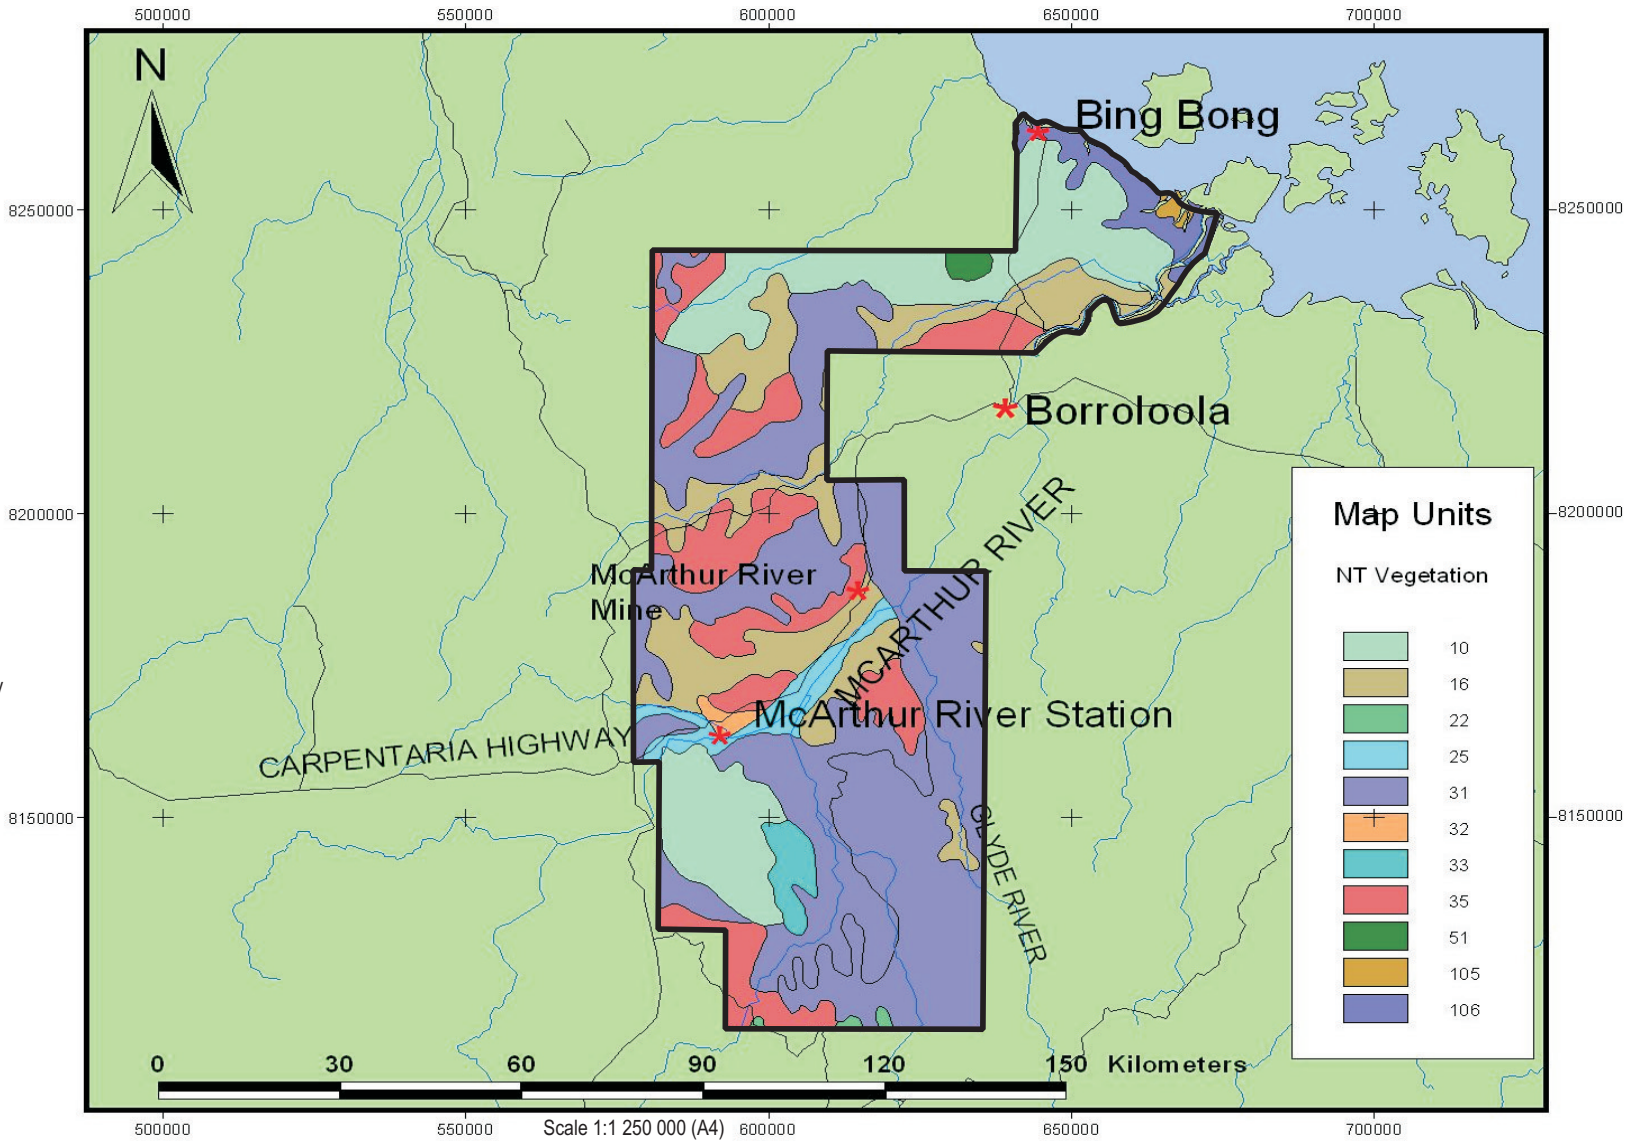 500000 550000 600000 650000 700000
N
Bing Bong
8250000 8250000
Borroloola
8200000 8200000
MCARTHUR RIVER
Map Units
NT Vegetation
McArthur River
Mine
10
16
22
25
31
32
33
35
51
105
106
McArthur River Station
CARPENTARIA HIGHWAY
8150000 8150000
GLYDE RIVER
0 30 60 90 120 150 Kilometers
500000 550000 600000 650000 700000
Scale 1:1 250 000 (A4)